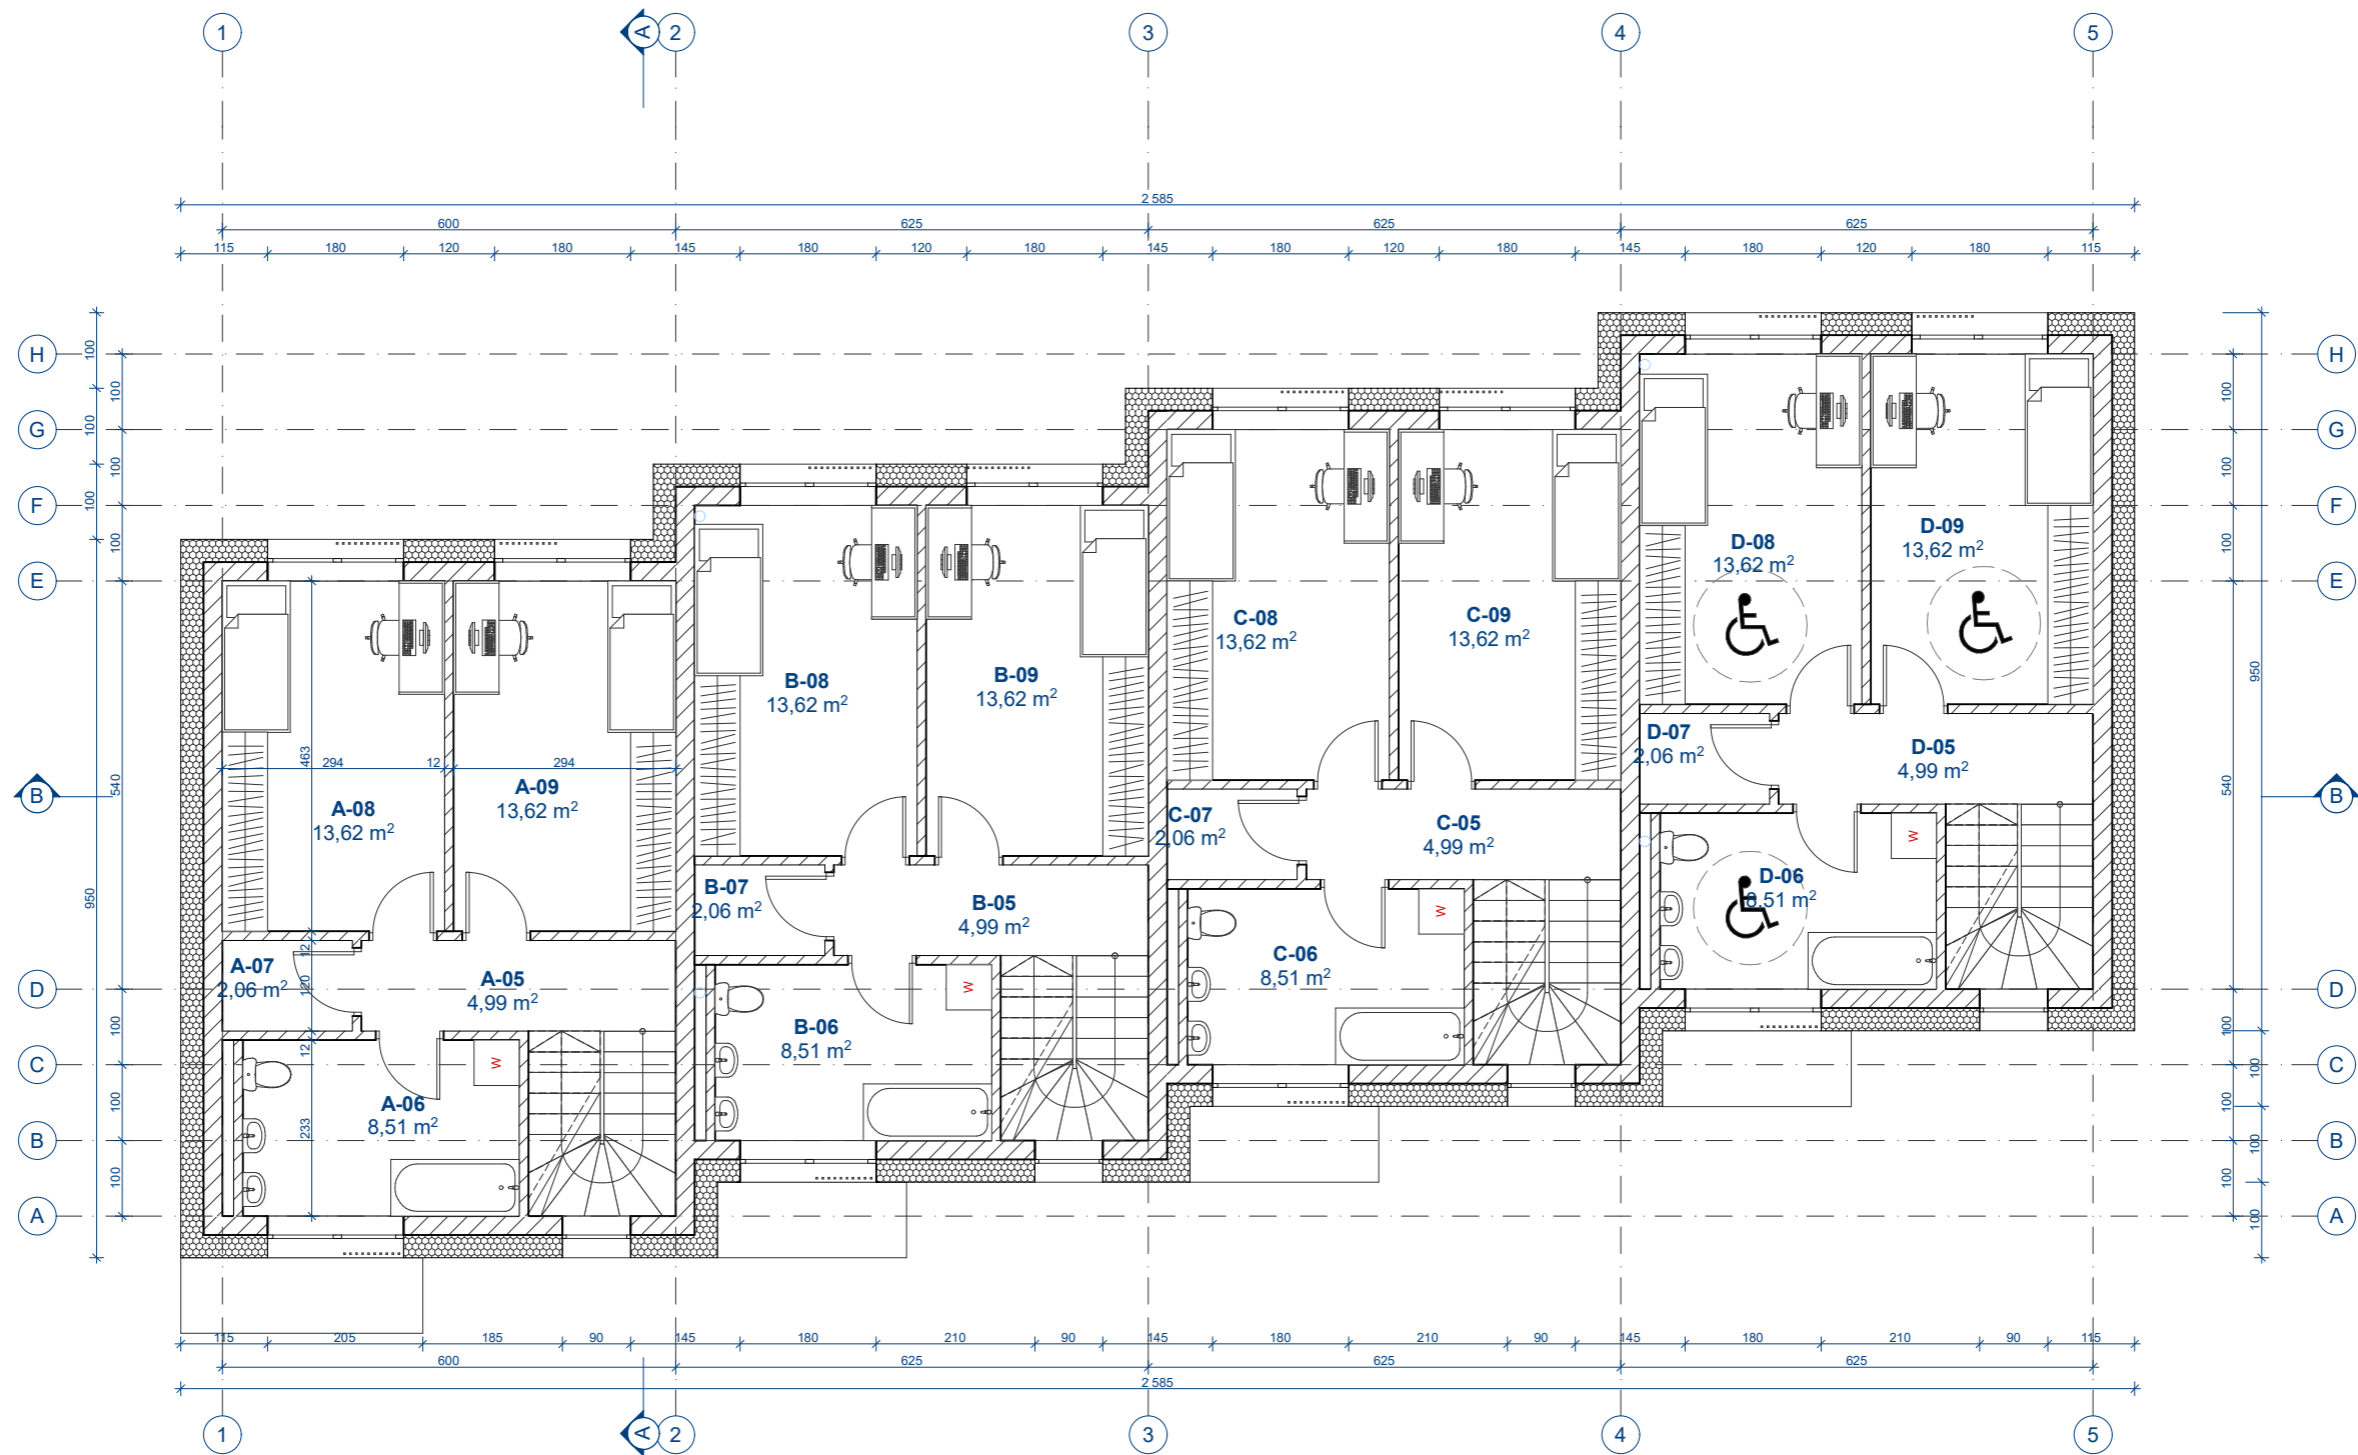 1 A 2 3 4 5
2 585
600 625 625 625
115 180 120 180 145 180 120 180 145 180 120 180 145 180 120 180 115
H 100 100 H
100 100
G 100 100 G
100 100
F 100 100 F
E E
D-08
13,62 m²
D-09
13,62 m²
C-08
13,62 m²
C-09
13,62 m²
B-08
13,62 m²
B-09
13,62 m²
A-08
13,62 m²
A-09
13,62 m²
463
294 12 294
B 540 950
950 540 B
D-07
2,06 m²
D-05
4,99 m²
C-07
2,06 m²
C-05
4,99 m²
B-07
2,06 m²
B-05
4,99 m²
A-07
2,06 m²
A-05
4,99 m²
12
120
12
233
D-06
8,51 m²
W
C-06
8,51 m²
W
B-06
8,51 m²
W
A-06
8,51 m²
W
D D
100 100
C 100 C
100 100
B 100 B
100 100
A 100 A
115 205 185 90 145 180 210 90 145 180 210 90 145 180 210 90 115
600 625 625 625
2 585
1 A 2 3 4 5